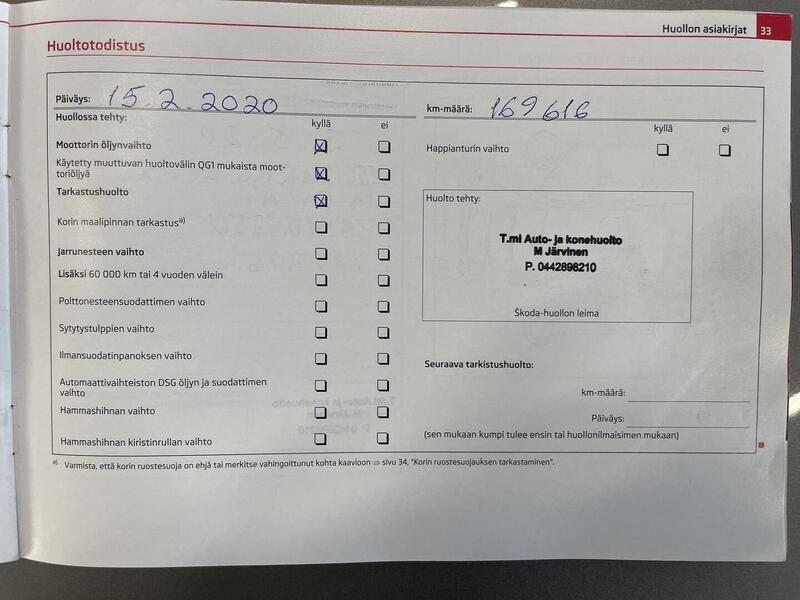 Huollon asiakirjat 33
Huoltotodistus
Päiväys: 15.2.2020
Huollossa tehty:
kyllä ei
Moottorin öljynvaihto
Käytetty muuttuvan huoltovälin QG1 mukaista moot-
toriöljyä
Tarkastushuolto
Korin maalipinnan tarkastus a)
Jarrunesteen vaihto
Lisäksi 60 000 km tai 4 vuoden välein
Polttonesteensuodattimen vaihto
Sytytystulppien vaihto
Ilmansuodatinpanoksen vaihto
Automaattivaihteiston DSG öljyn ja suodattimen
vaihto
Hammashihnan vaihto
Hammashihnan kiristinrullan vaihto
km-määrä: 169616
kyllä ei
Happianturin vaihto
Huolto tehty:
T.mi Auto- ja konehuolto
M Järvinen
P. 0442898210
Škoda-huollon leima
Seuraava tarkistushuolto:
km-määrä:
Päiväys:
(sen mukaan kumpi tulee ensin tai huollonilmaisimen mukaan)
a) Varmista, että korin ruostesuoja on ehjä tai merkitse vahingoittunut kohta kaavioon ⇒ sivu 34, "Korin ruostesuojauksen tarkastaminen".